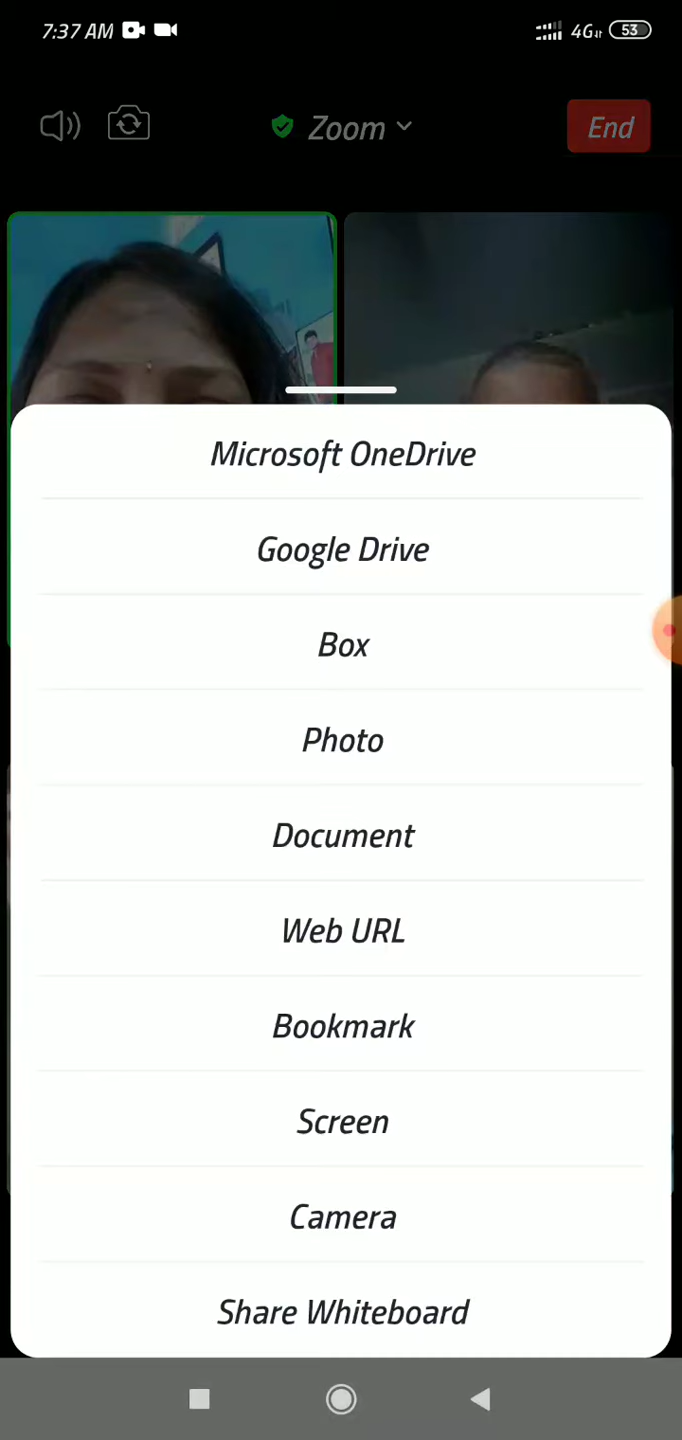 7:37 AM 4G 53
Zoom End
Microsoft OneDrive
Google Drive
Box
Photo
Document
Web URL
Bookmark
Screen
Camera
Share Whiteboard